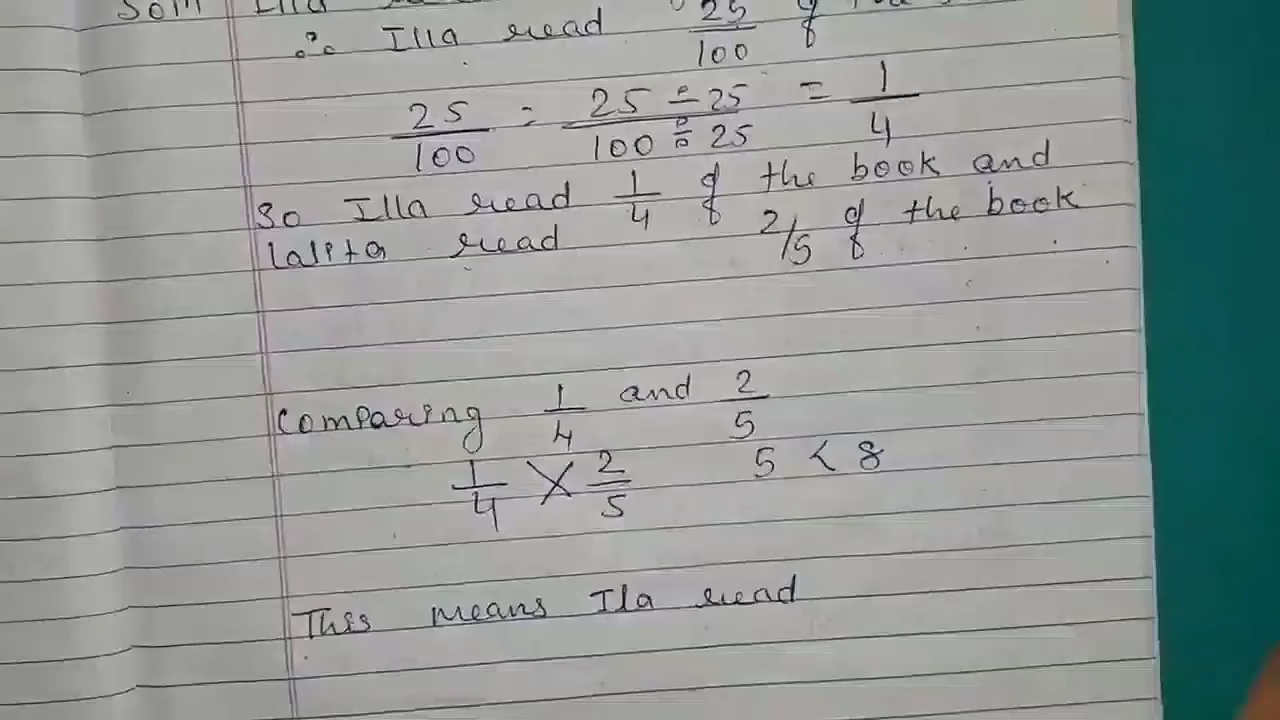 Soln Illa
∴ Illa read 25/100 of
25/100 = 25 ÷ 25/100 ÷ 25 = 1/4
So Illa read 1/4 of the book and
lalita read 2/5 of the book
Comparing 1/4 and 2/5
1/4 X 2/5 5 < 8
This means Ila read